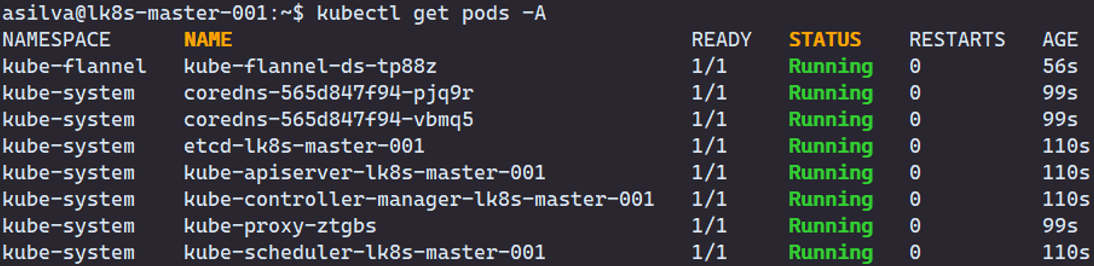 asilva@lk8s-master-001:~$ kubectl get pods -A
NAMESPACE NAME READY STATUS RESTARTS AGE
kube-flannel kube-flannel-ds-tp88z 1/1 Running 0 56s
kube-system coredns-565d847f94-pjq9r 1/1 Running 0 99s
kube-system coredns-565d847f94-vbmq5 1/1 Running 0 99s
kube-system etcd-lk8s-master-001 1/1 Running 0 110s
kube-system kube-apiserver-lk8s-master-001 1/1 Running 0 110s
kube-system kube-controller-manager-lk8s-master-001 1/1 Running 0 110s
kube-system kube-proxy-ztgbs 1/1 Running 0 99s
kube-system kube-scheduler-lk8s-master-001 1/1 Running 0 110s